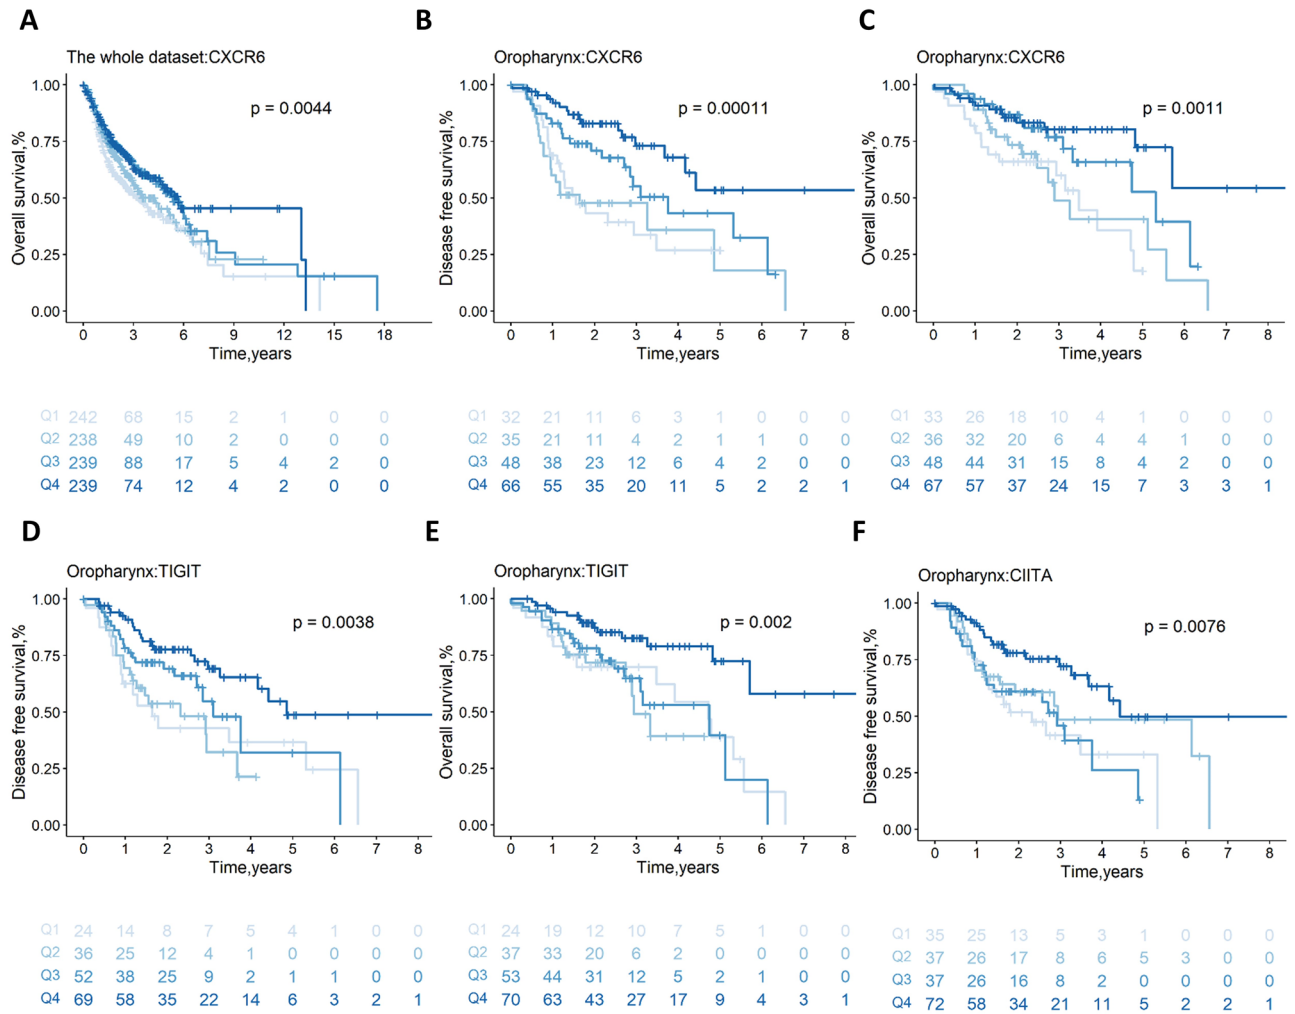 A
B
C
The whole dataset:CXCR6
Oropharynx:CXCR6
Oropharynx:CXCR6
p = 0.0044
p = 0.00011
p = 0.0011
Overall survival,%
1.00
0.75
0.50
0.25
0.00
0 3 6 9 12 15 18
Time,years
Disease free survival,%
1.00
0.75
0.50
0.25
0.00
0 1 2 3 4 5 6 7 8
Time,years
Overall survival,%
1.00
0.75
0.50
0.25
0.00
0 1 2 3 4 5 6 7 8
Time,years
Q1 242 68 15 2 1 0 0
Q2 238 49 10 2 0 0 0
Q3 239 88 17 5 4 2 0
Q4 239 74 12 4 2 0 0
Q1 32 21 11 6 3 1 0 0 0
Q2 35 21 11 4 2 1 1 0 0
Q3 48 38 23 12 6 4 2 0 0
Q4 66 55 35 20 11 5 2 2 1
Q1 33 26 18 10 4 1 0 0 0
Q2 36 32 20 6 4 4 1 0 0
Q3 48 44 31 15 8 4 2 0 0
Q4 67 57 37 24 15 7 3 3 1
D
E
F
Oropharynx:TIGIT
Oropharynx:TIGIT
Oropharynx:CIITA
p = 0.0038
p = 0.002
p = 0.0076
Disease free survival,%
1.00
0.75
0.50
0.25
0.00
0 1 2 3 4 5 6 7 8
Time,years
Overall survival,%
1.00
0.75
0.50
0.25
0.00
0 1 2 3 4 5 6 7 8
Time,years
Disease free survival,%
1.00
0.75
0.50
0.25
0.00
0 1 2 3 4 5 6 7 8
Time,years
Q1 24 14 8 7 5 4 1 0 0
Q2 36 25 12 4 1 0 0 0 0
Q3 52 38 25 9 2 1 1 0 0
Q4 69 58 35 22 14 6 3 2 1
Q1 24 19 12 10 7 5 1 0 0
Q2 37 33 20 6 2 0 0 0 0
Q3 53 44 31 12 5 2 1 0 0
Q4 70 63 43 27 17 9 4 3 1
Q1 35 25 13 5 3 1 0 0 0
Q2 37 26 17 8 6 5 3 0 0
Q3 37 26 16 8 2 0 0 0 0
Q4 72 58 34 21 11 5 2 2 1